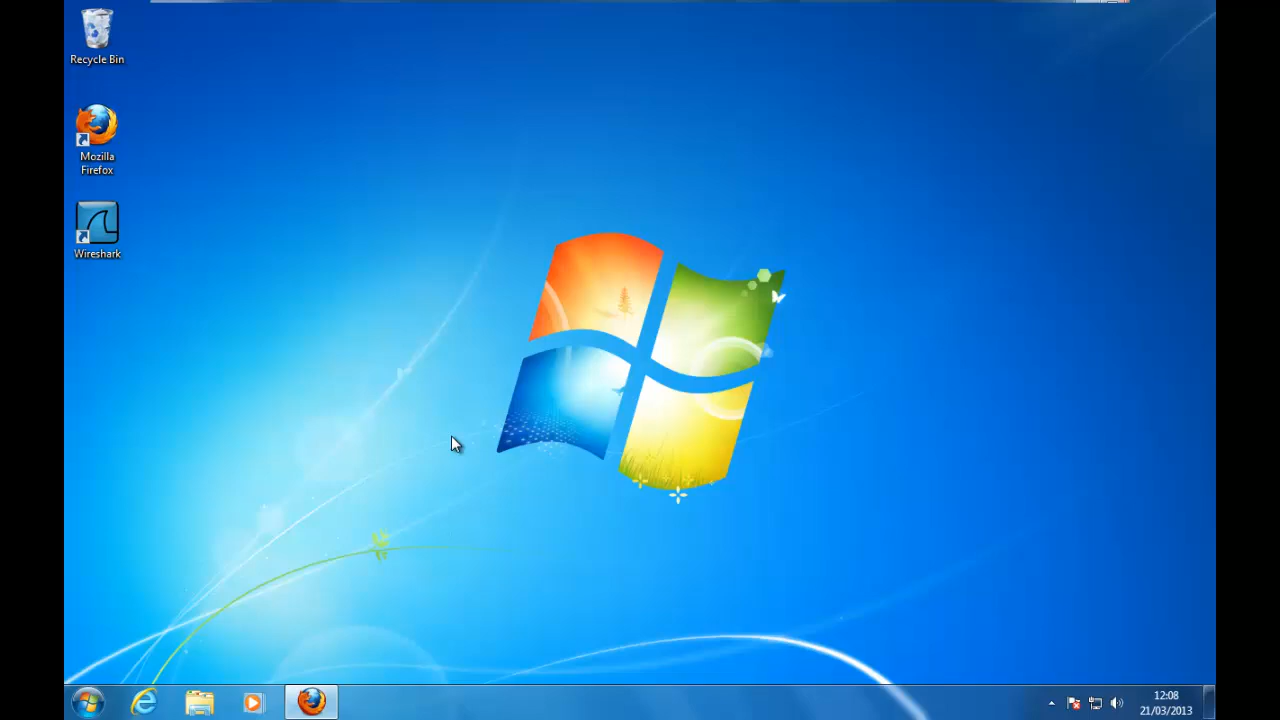 Recycle Bin
Mozilla
Firefox
Wireshark
12:08
21/03/2013